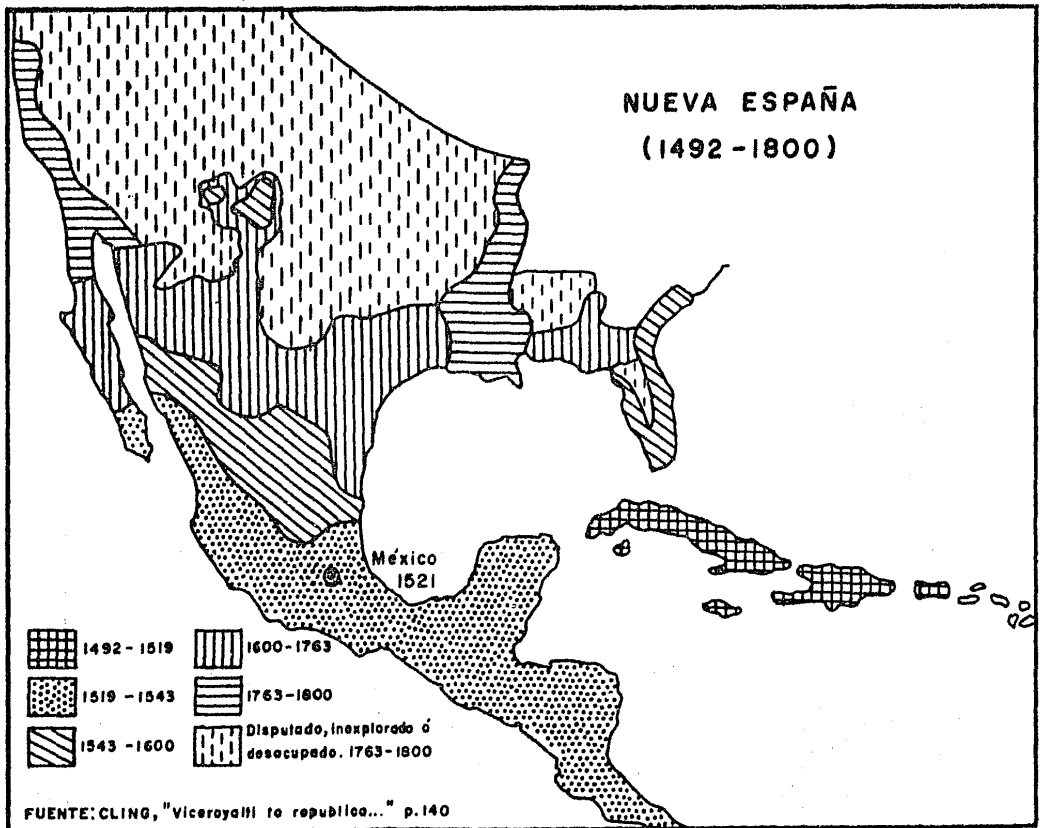 NUEVA ESPAÑA
(1492-1800)
México
1521
1492-1519
1600-1763
1519-1543
1763-1800
1543-1600
Disputado, inexplorado ó
desocupado. 1763-1800
FUENTE: CLING, "Viceroyalti to republica..." p.140